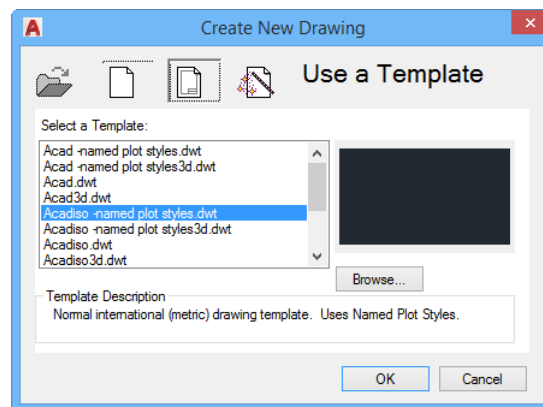 Create New Drawing
Use a Template
Select a Template:
Acad -named plot styles.dwt
Acad -named plot styles3d.dwt
Acad.dwt
Acad3d.dwt
Acadiso -named plot styles.dwt
Acadiso -named plot styles3d.dwt
Acadiso.dwt
Acadiso3d.dwt
Browse...
Template Description
Normal international (metric) drawing template. Uses Named Plot Styles.
OK
Cancel